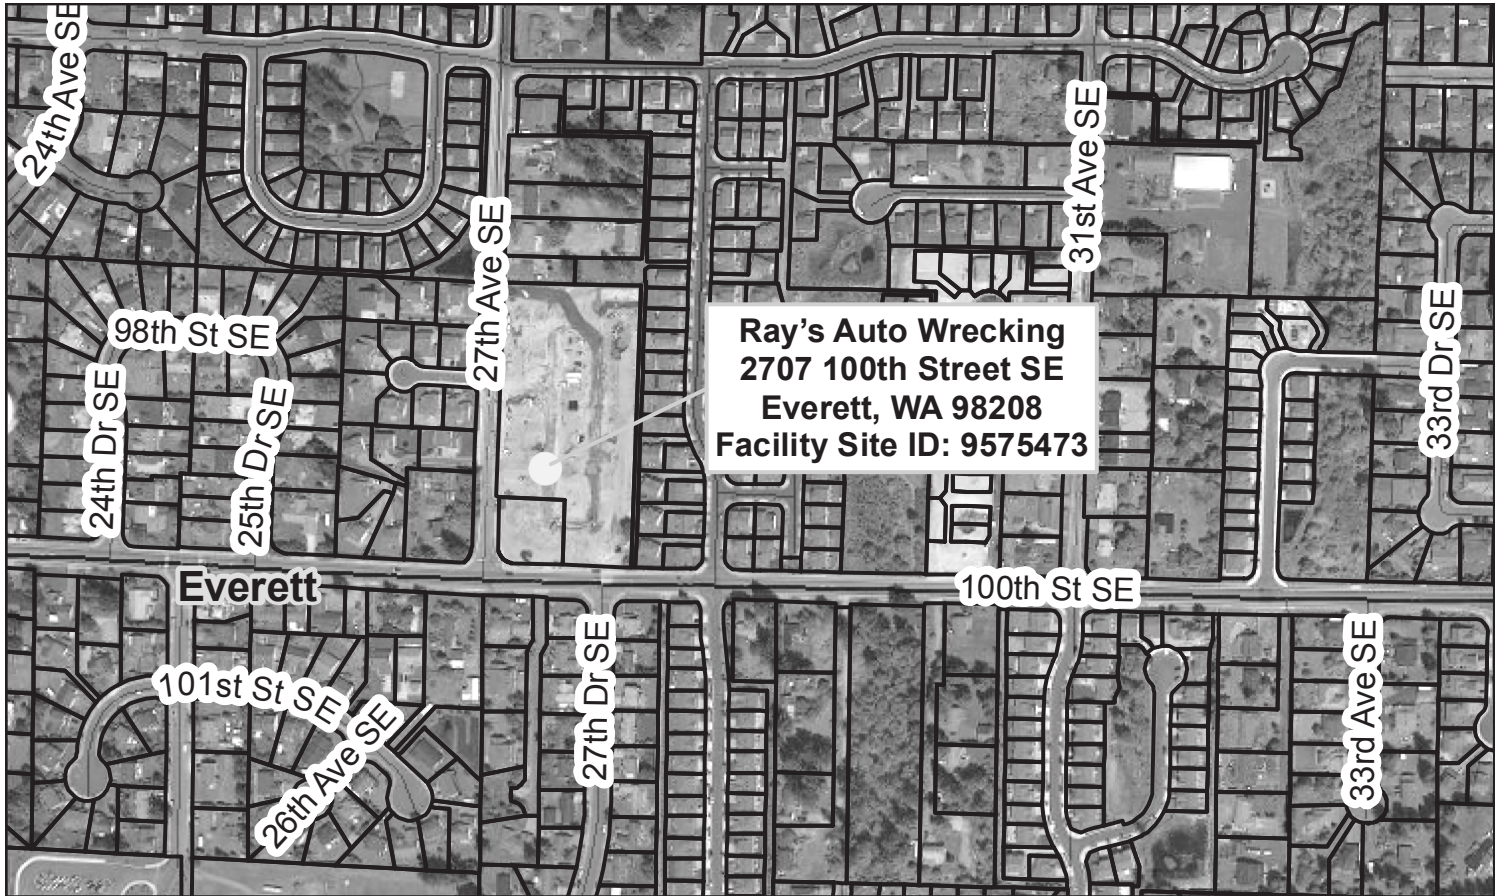 24th Ave SE
31st Ave SE
27th Ave SE
98th St SE
33rd Dr SE
Ray's Auto Wrecking
2707 100th Street SE
Everett, WA 98208
Facility Site ID: 9575473
24th Dr SE
25th Dr SE
Everett
100th St SE
101st St SE
26th Ave SE
27th Dr SE
33rd Ave SE